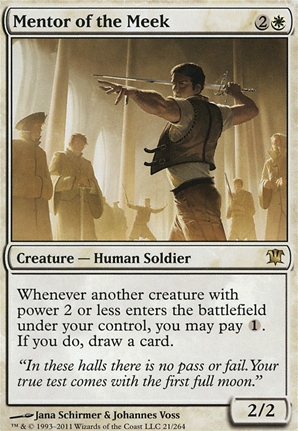 Mentor of the Meek 2
Creature — Human Soldier
Whenever another creature with
power 2 or less enters the battlefield
under your control, you may pay 1.
If you do, draw a card.
“In these halls there is no pass or fail. Your
true test comes with the first full moon.”
2/2
Jana Schirmer & Johannes Voss
™ & © 1993–2011 Wizards of the Coast LLC 21/264